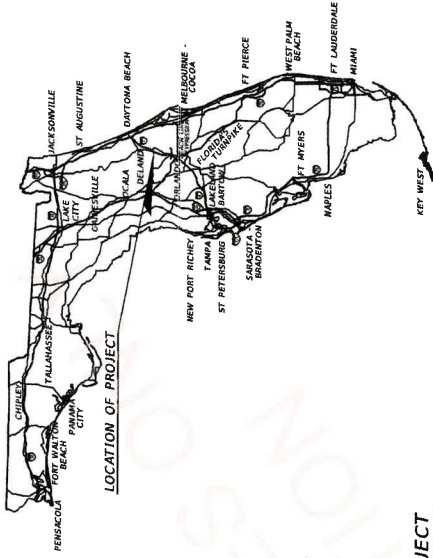 PENSACOLA
FORT WALTON
BEACH
CHIPLEY
PANAMA
CITY
TALLAHASSEE
LOCATION OF PROJECT
LAKE
CITY
JACKSONVILLE
ST AUGUSTINE
GAINESVILLE
OCALA
DELAND
DAYTONA BEACH
ORLANDO
MELBOURNE -
COCOA
FLORIDA'S
TURNPIKE
NEW PORT RICHEY
TAMPA
LAKELAND
BARTOW
ST PETERSBURG
SARASOTA
BRADENTON
FT PIERCE
WEST PALM
BEACH
FT LAUDERDALE
MIAMI
FT MYERS
NAPLES
KEY WEST
JECT